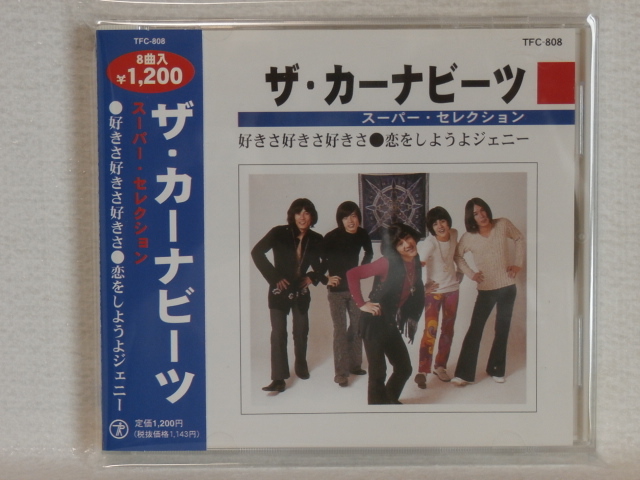 TFC-808
8曲入
¥1,200
ザ・カーナビーツ
スーパー・セレクション
●好きさ好きさ好きさ●恋をしようよジェニー
定価1,200円
(税抜価格1,143円)
TFC-808
ザ・カーナビーツ
スーパー・セレクション
好きさ好きさ好きさ●恋をしようよジェニー